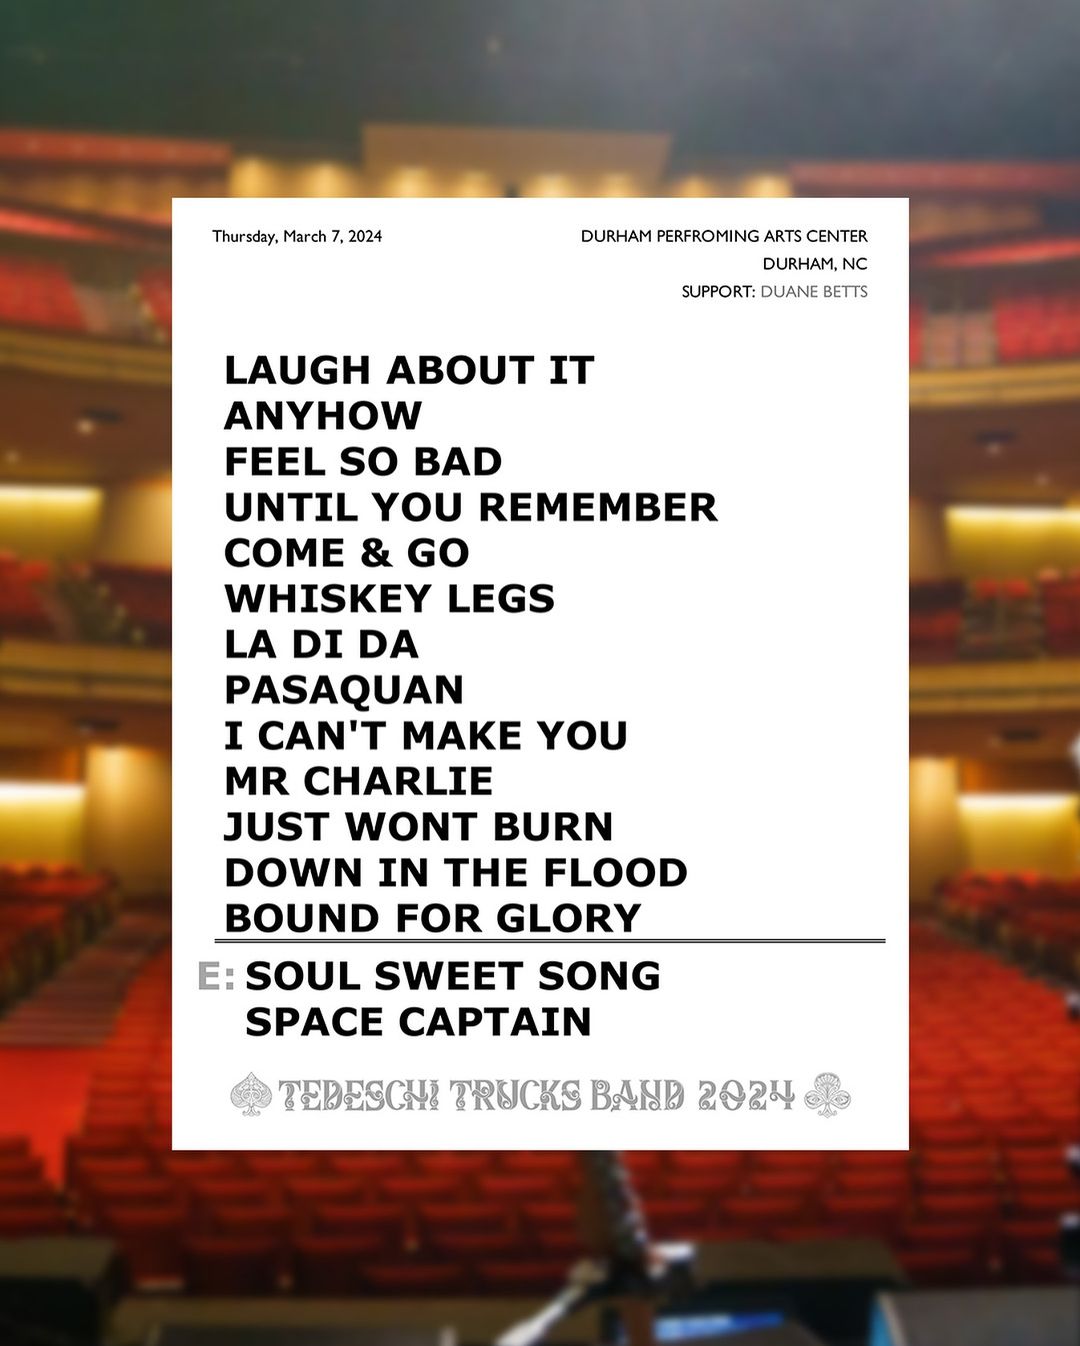 Thursday, March 7, 2024
DURHAM PERFROMING ARTS CENTER
DURHAM, NC
SUPPORT: DUANE BETTS
LAUGH ABOUT IT
ANYHOW
FEEL SO BAD
UNTIL YOU REMEMBER
COME & GO
WHISKEY LEGS
LA DI DA
PASAQUAN
I CAN'T MAKE YOU
MR CHARLIE
JUST WONT BURN
DOWN IN THE FLOOD
BOUND FOR GLORY
E: SOUL SWEET SONG
SPACE CAPTAIN
TEDESCHI TRUCKS BAND 2024